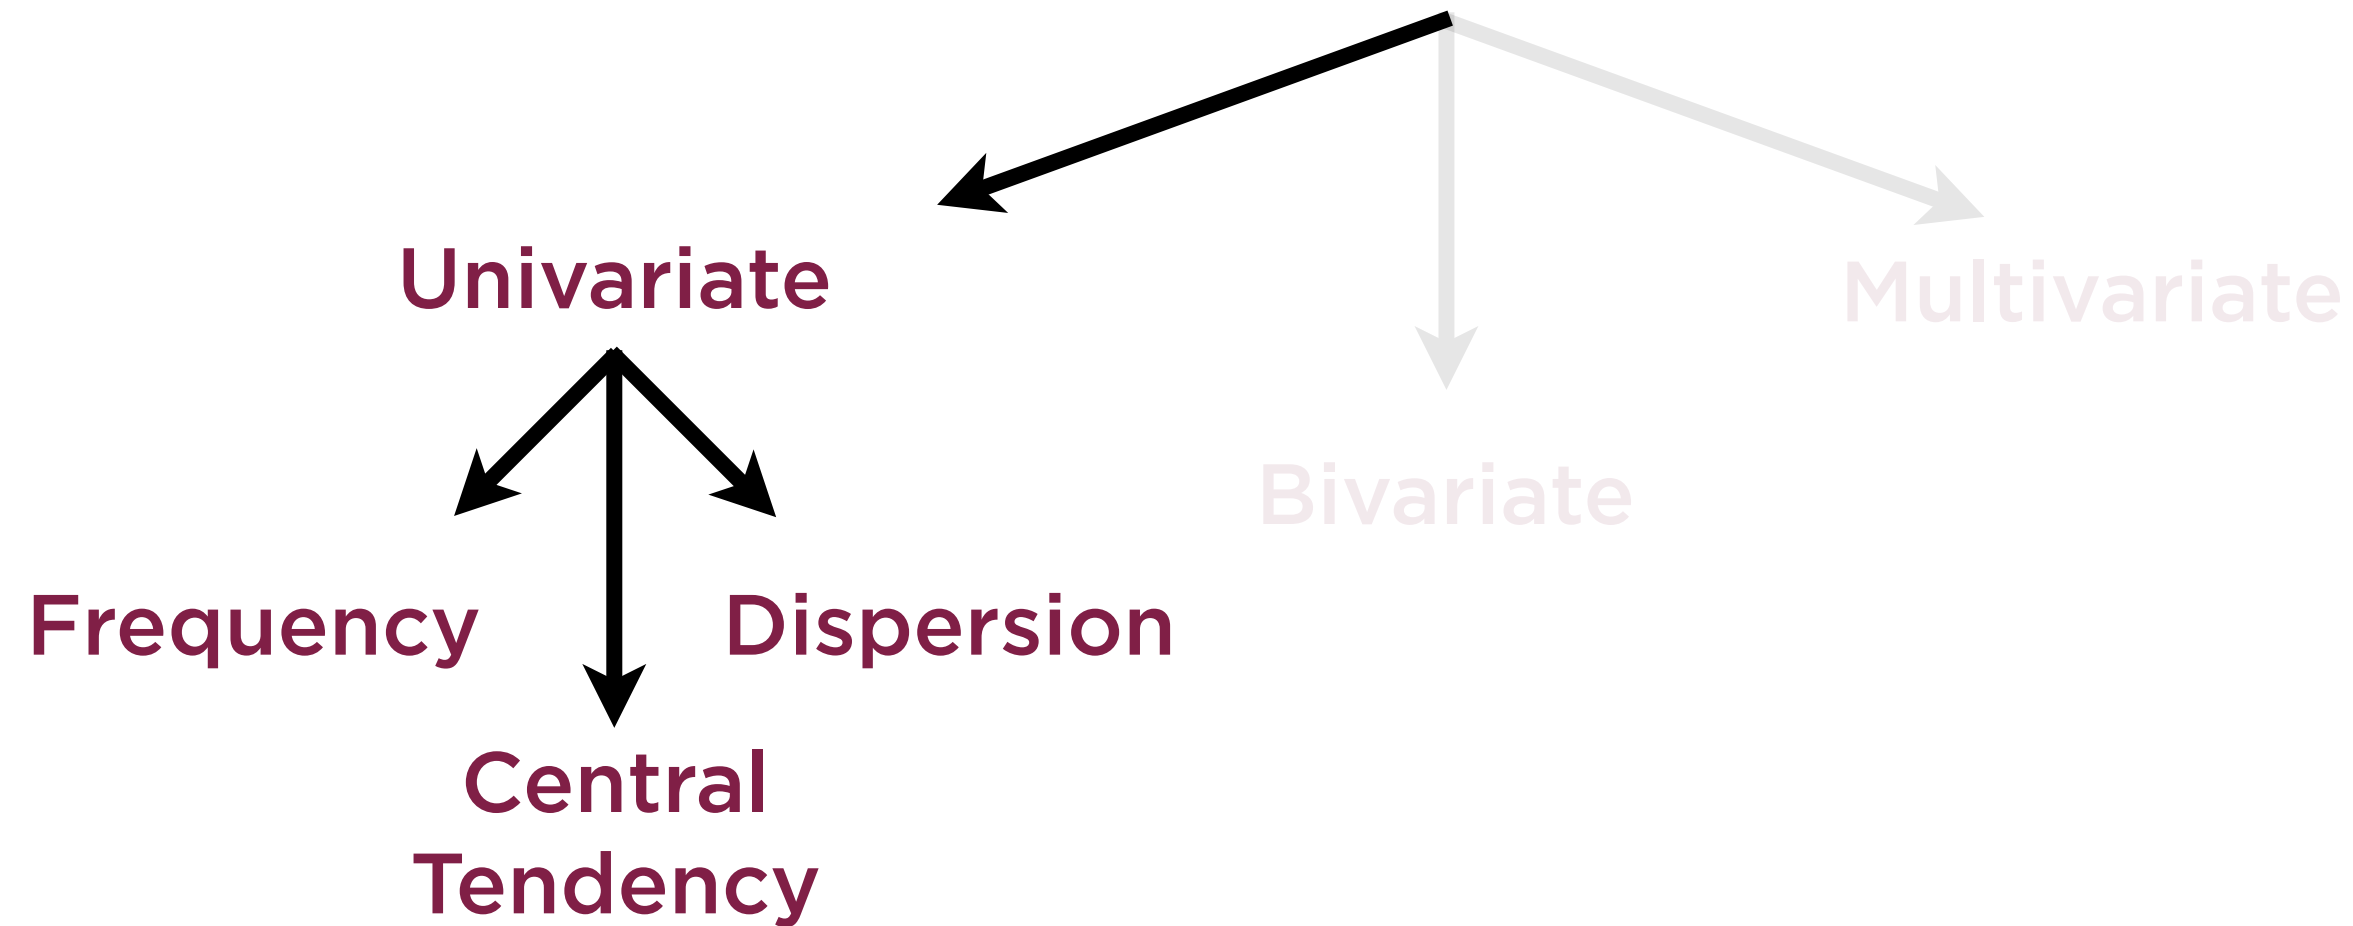 Univariate
Multivariate
Bivariate
Frequency
Dispersion
Central
Tendency